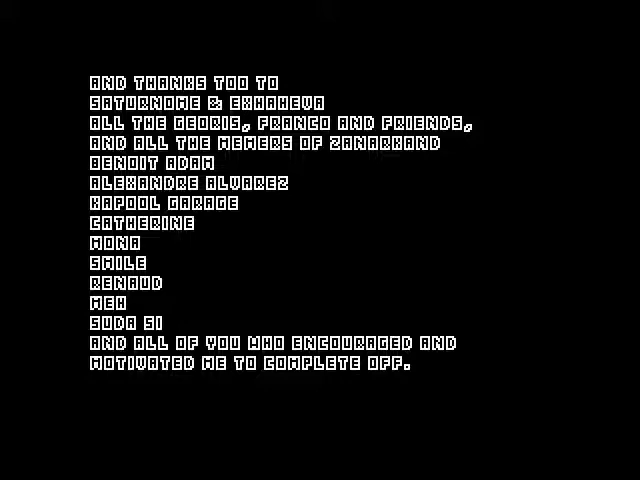 AND THANKS TOO TO
SATURNOME & EXHAHEVA
ALL THE GEORIS, FRANCO AND FRIENDS,
AND ALL THE MEMERS OF ZANARKAND
BENOIT ADAM
ALEXANDRE ALVAREZ
KAPOOL GARAGE
CATHERINE
MONA
SMILE
RENAUD
MEH
SUDA 51
AND ALL OF YOU WHO ENCOURAGED AND
MOTIVATED ME TO COMPLETE OFF.